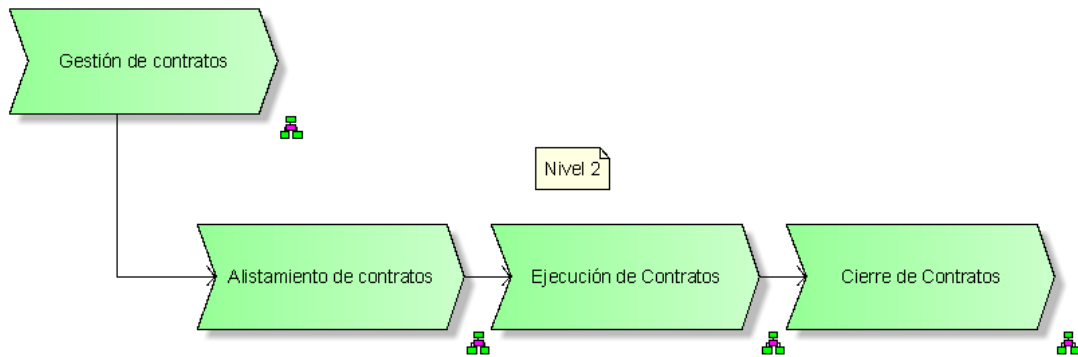 Gestión de contratos
Nivel 2
Alistamiento de contratos
Ejecución de Contratos
Cierre de Contratos